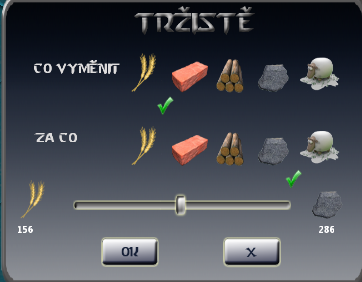 TRŽIŠTĚ
CO VYMĚNIT
ZA CO
156 286
OK X